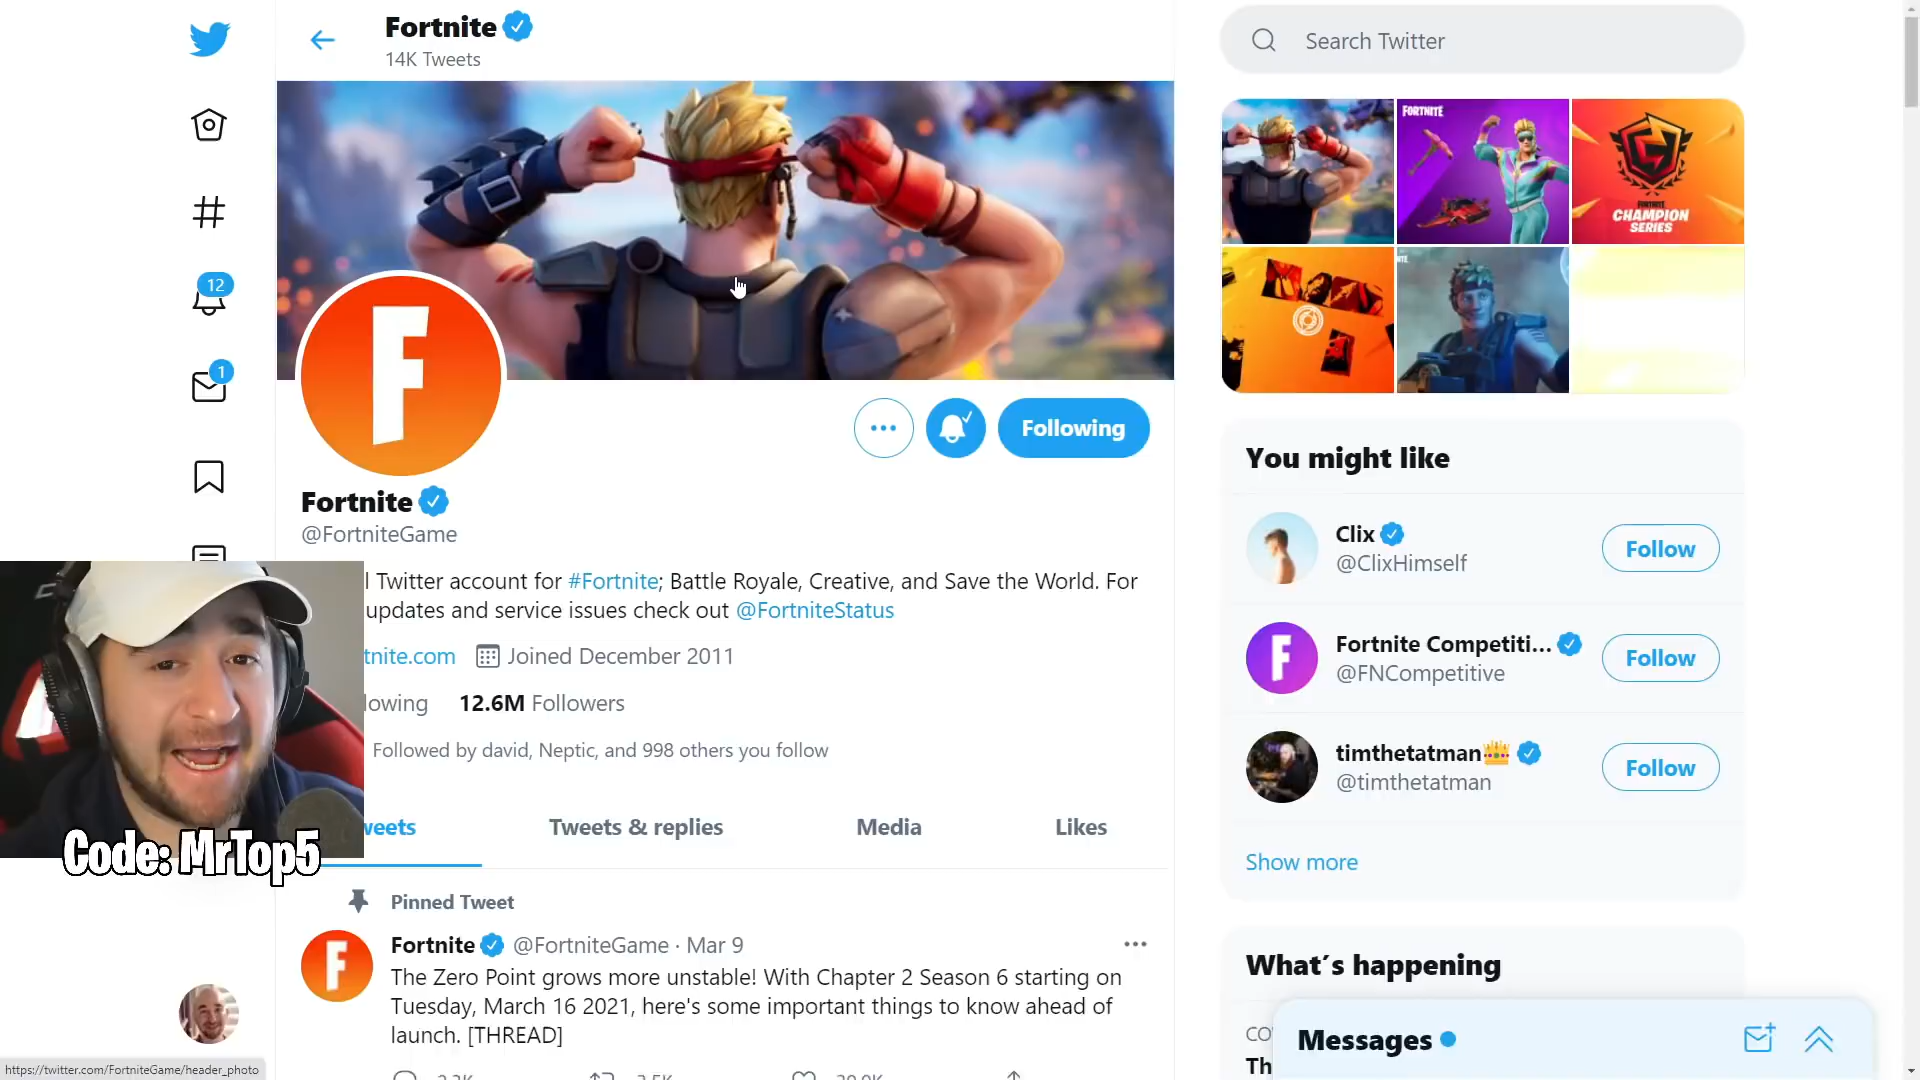 Fortnite
14K Tweets
Search Twitter
FORTNITE
FORTNITE
CHAMPION
SERIES
12
1
Following
Fortnite
@FortniteGame
l Twitter account for #Fortnite; Battle Royale, Creative, and Save the World. For
updates and service issues check out @FortniteStatus
tnite.com Joined December 2011
lowing 12.6M Followers
Followed by david, Neptic, and 998 others you follow
weets Tweets & replies Media Likes
Code: MrTop5
Pinned Tweet
Fortnite @FortniteGame · Mar 9
The Zero Point grows more unstable! With Chapter 2 Season 6 starting on
Tuesday, March 16 2021, here's some important things to know ahead of
launch. [THREAD]
You might like
Clix
@ClixHimself
Follow
Fortnite Competiti...
@FNCompetitive
Follow
timthetatman
@timthetatman
Follow
Show more
What's happening
CO
Th
Messages
https://twitter.com/FortniteGame/header_photo